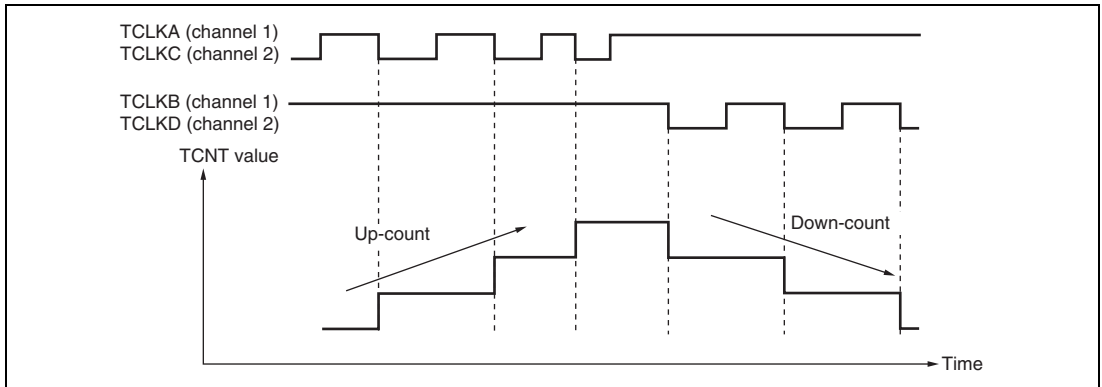 TCLKA (channel 1)
TCLKC (channel 2)
TCLKB (channel 1)
TCLKD (channel 2)
TCNT value
Up-count
Down-count
Time